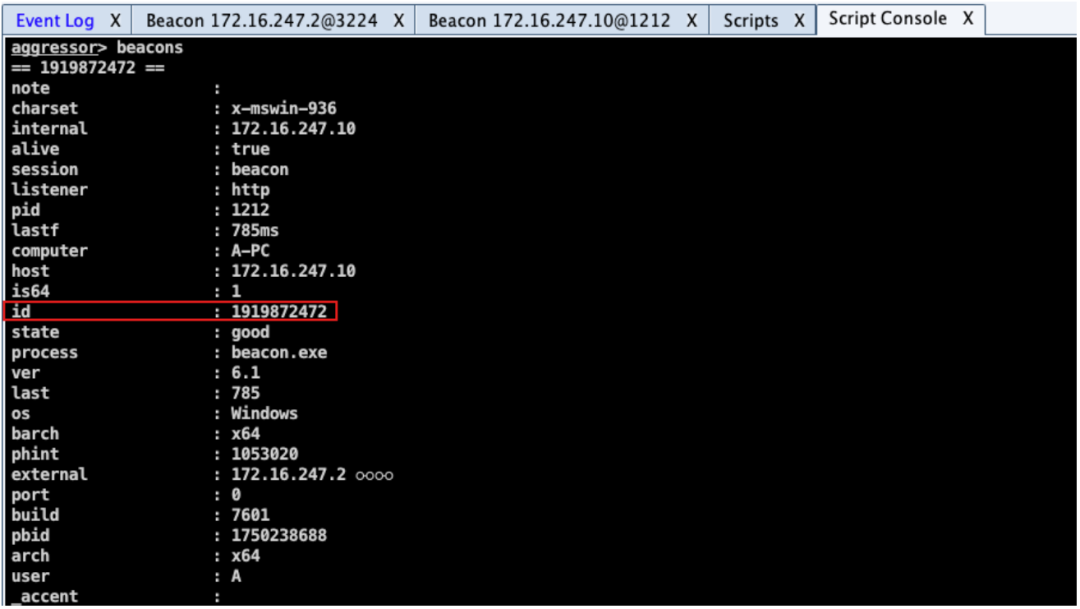 Event Log X Beacon 172.16.247.2@3224 X Beacon 172.16.247.10@1212 X Scripts X Script Console X
aggressor> beacons
== 1919872472 ==
note :
charset : x-mswin-936
internal : 172.16.247.10
alive : true
session : beacon
listener : http
pid : 1212
lastf : 785ms
computer : A-PC
host : 172.16.247.10
is64 : 1
id : 1919872472
state : good
process : beacon.exe
ver : 6.1
last : 785
os : Windows
barch : x64
phint : 1053020
external : 172.16.247.2 ○○○○
port : 0
build : 7601
pbid : 1750238688
arch : x64
user : A
_accent :